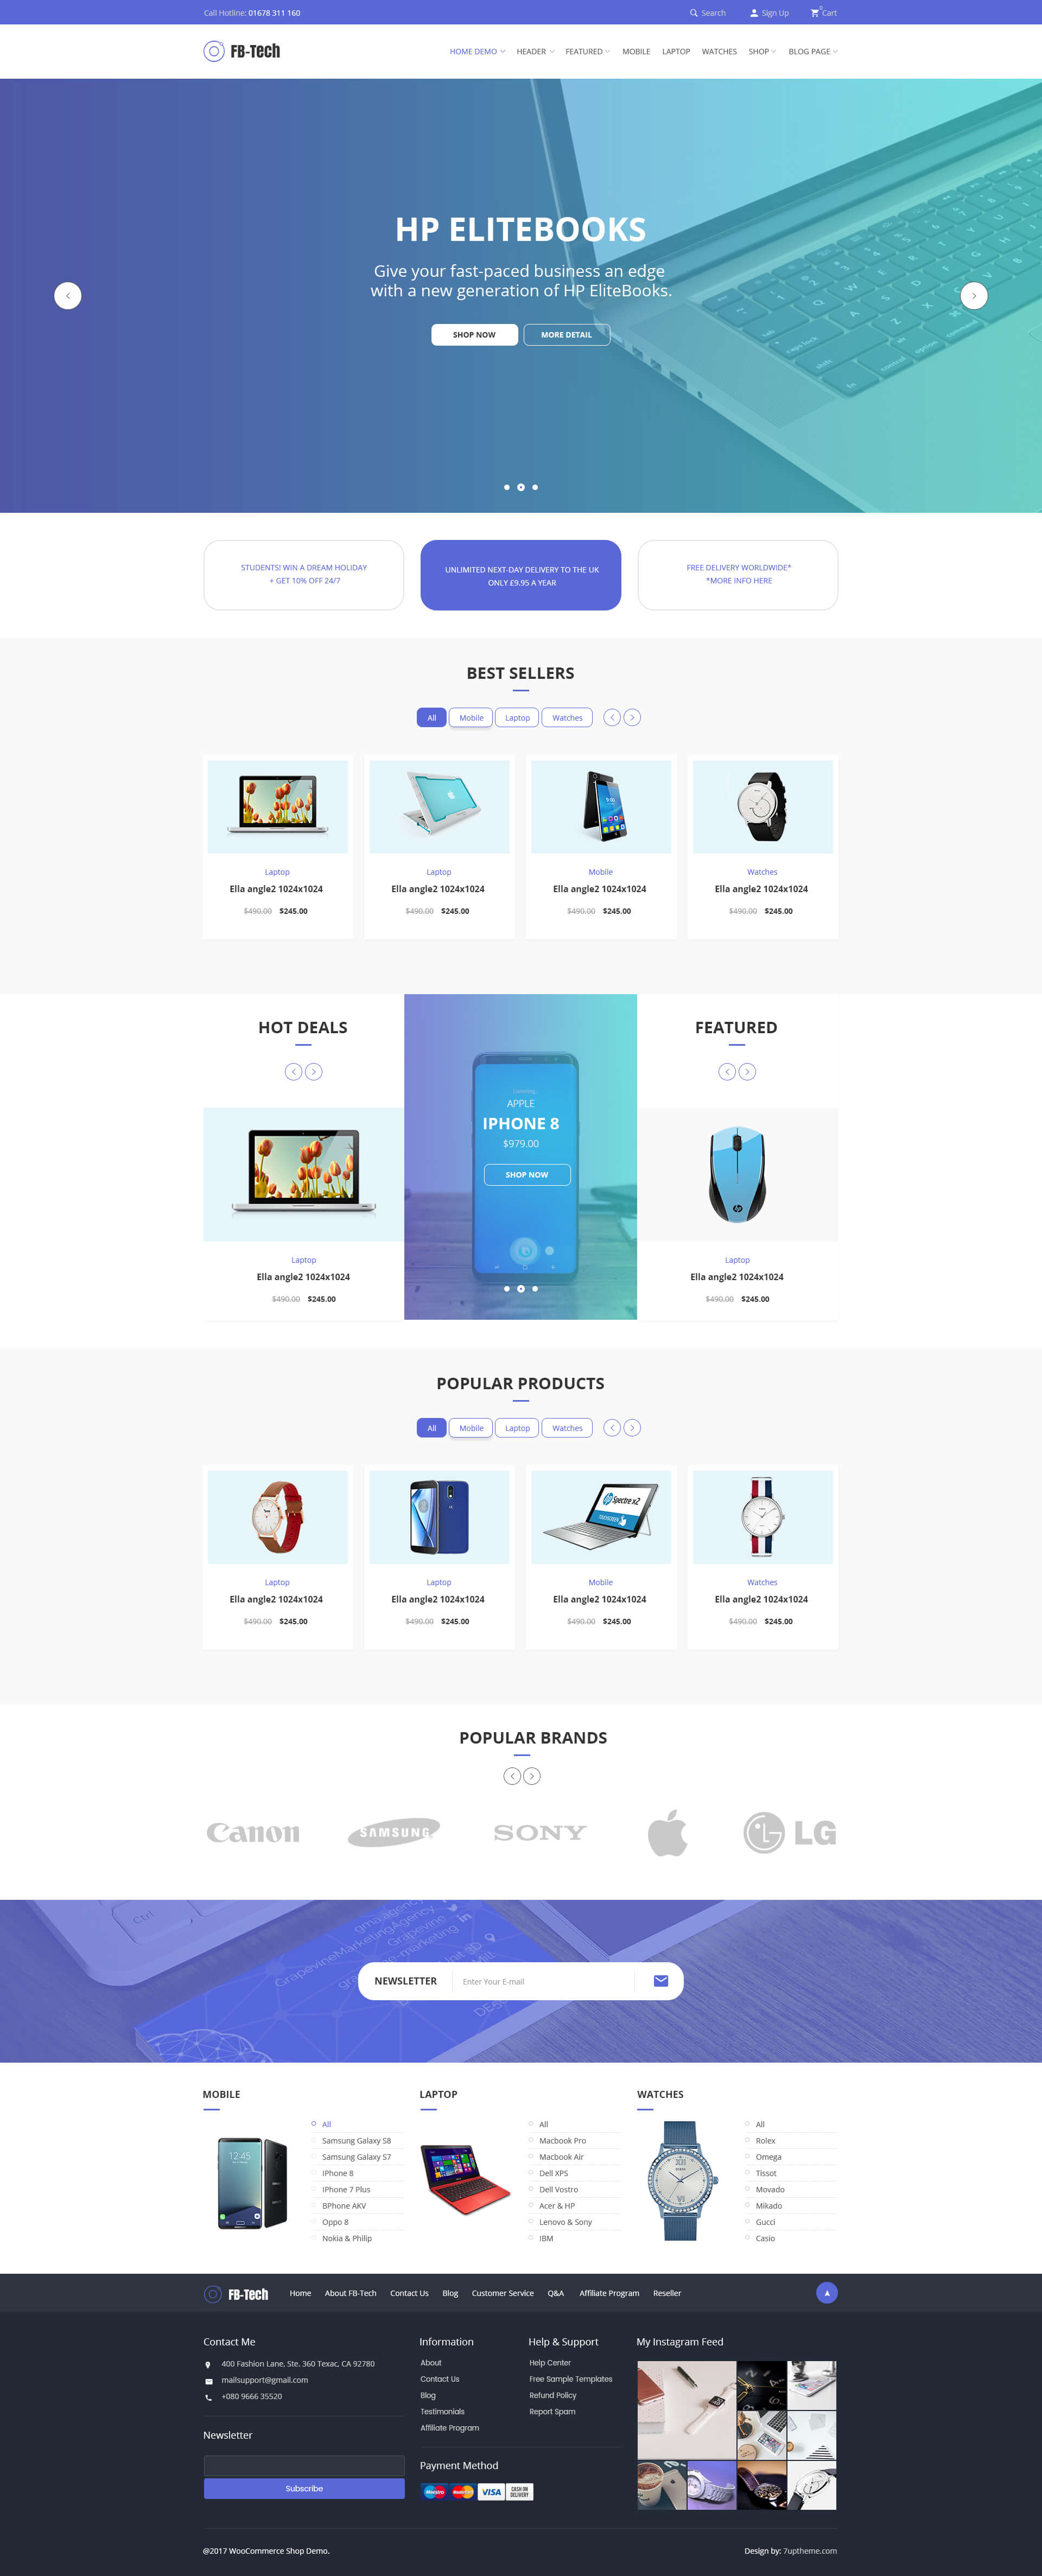 Call Hotline: 01678 311 160
Search
Sign Up
Cart
FB-Tech
HOME DEMO
HEADER
FEATURED
MOBILE
LAPTOP
WATCHES
SHOP
BLOG PAGE
HP ELITEBOOKS
Give your fast-paced business an edge
with a new generation of HP EliteBooks.
SHOP NOW
MORE DETAIL
STUDENTS! WIN A DREAM HOLIDAY
+ GET 10% OFF 24/7
UNLIMITED NEXT-DAY DELIVERY TO THE UK
ONLY £9.95 A YEAR
FREE DELIVERY WORLDWIDE*
*MORE INFO HERE
BEST SELLERS
All
Mobile
Laptop
Watches
Laptop
Ella angle2 1024x1024
$490.00 $245.00
Laptop
Ella angle2 1024x1024
$490.00 $245.00
Mobile
Ella angle2 1024x1024
$490.00 $245.00
Watches
Ella angle2 1024x1024
$490.00 $245.00
HOT DEALS
Laptop
Ella angle2 1024x1024
$490.00 $245.00
APPLE
IPHONE 8
$979.00
SHOP NOW
FEATURED
hp
Laptop
Ella angle2 1024x1024
$490.00 $245.00
POPULAR PRODUCTS
All
Mobile
Laptop
Watches
Laptop
Ella angle2 1024x1024
$490.00 $245.00
Laptop
Ella angle2 1024x1024
$490.00 $245.00
Spectre x2
TOUCHSCREEN
Mobile
Ella angle2 1024x1024
$490.00 $245.00
Watches
Ella angle2 1024x1024
$490.00 $245.00
POPULAR BRANDS
Canon
SAMSUNG
SONY
LG
Ctrl
GrapevineMarketingAgency
NEWSLETTER
Enter Your E-mail
MOBILE
12:45
All
Samsung Galaxy S8
Samsung Galaxy S7
IPhone 8
IPhone 7 Plus
BPhone AKV
Oppo 8
Nokia & Philip
LAPTOP
All
Macbook Pro
Macbook Air
Dell XPS
Dell Vostro
Acer & HP
Lenovo & Sony
IBM
WATCHES
All
Rolex
Omega
Tissot
Movado
Mikado
Gucci
Casio
FB-Tech
Home
About FB-Tech
Contact Us
Blog
Customer Service
Q&A
Affiliate Program
Reseller
Contact Me
400 Fashion Lane, Ste. 360 Texac, CA 92780
mailsupport@gmail.com
+080 9666 35520
Newsletter
Subscribe
Information
About
Contact Us
Blog
Testimonials
Affiliate Program
Help & Support
Help Center
Free Sample Templates
Refund Policy
Report Spam
Payment Method
Maestro
MasterCard
VISA
CASH ON
DELIVERY
My Instagram Feed
@2017 WooCommerce Shop Demo.
Design by: 7uptheme.com